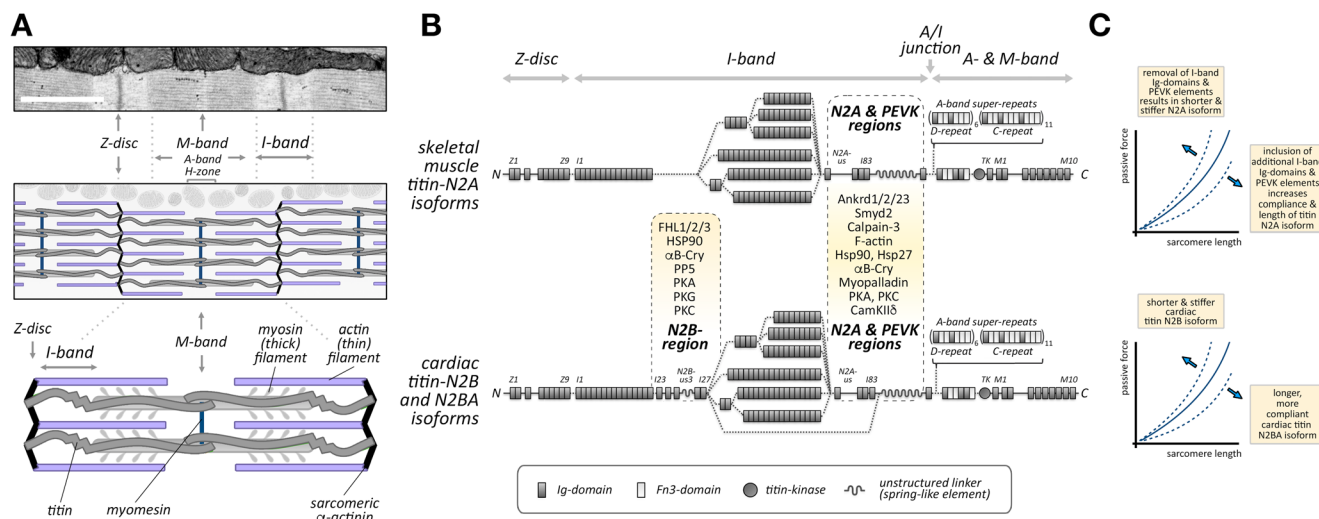 A
Z-disc
M-band
I-band
A-band
H-zone
Z-disc
I-band
M-band
myosin
(thick)
filament
actin
(thin)
filament
titin
myomesin
sarcomeric
α-actinin
B
Z-disc
I-band
A/I
junction
A- & M-band
skeletal
muscle
titin-N2A
isoforms
N
Z1
Z9
I1
N2A & PEVK
regions
N2A-
us
I83
A-band super-repeats
6
11
D-repeat
C-repeat
TK
M1
M10
C
FHL1/2/3
HSP90
αB-Cry
PP5
PKA
PKG
PKC
N2B-
region
Ankrd1/2/23
Smyd2
Calpain-3
F-actin
Hsp90, Hsp27
αB-Cry
Myopalladin
PKA, PKC
CamKIIδ
N2A & PEVK
regions
cardiac
titin-N2B
and N2BA
isoforms
N
Z1
Z9
I1
I23
N2B-
us3
I27
N2A-
us
I83
A-band super-repeats
6
11
D-repeat
C-repeat
TK
M1
M10
C
Ig-domain
Fn3-domain
titin-kinase
unstructured linker
(spring-like element)
C
removal of I-band
Ig-domains &
PEVK elements
results in shorter &
stiffer N2A isoform
passive force
sarcomere length
inclusion of
additional I-band
Ig-domains &
PEVK elements
increases
compliance &
length of titin
N2A isoform
shorter & stiffer
cardiac
titin N2B isoform
passive force
sarcomere length
longer,
more
compliant
cardiac titin
N2BA isoform